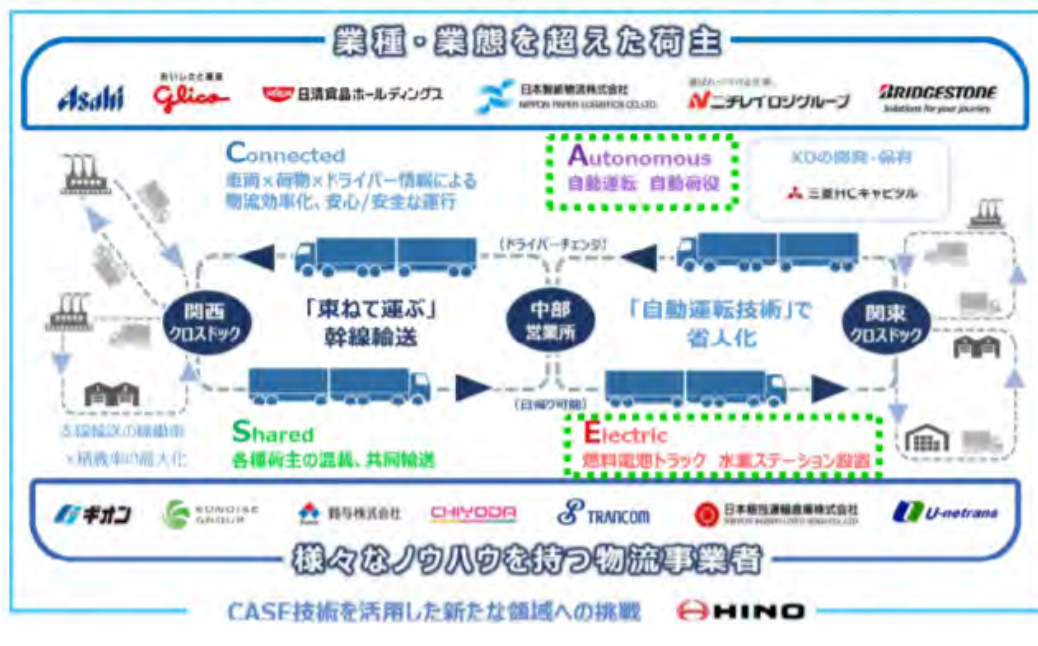 業種・業態を超えた荷主
Asahi
おいしさと健康
Glico
日清食品ホールディングス
日本製紙物流株式会社
NIPPON PAPER LOGISTICS CO.,LTD.
ニチレイロジグループ
BRIDGESTONE
Solutions for your journey
Connected
車両×荷物×ドライバー情報による
物流効率化、安心/安全な運行
Autonomous
自動運転 自動荷役
XDの開発・保有
三菱HCキャピタル
(ドライバーチェンジ)
関西
クロスドック
「束ねて運ぶ」
幹線輸送
中部
営業所
「自動運転技術」で
省人化
関東
クロスドック
(日帰り可能)
支線輸送の稼働率
×積載率の最大化
Shared
各種荷主の混載、共同輸送
Electric
燃料電池トラック 水素ステーション設置
ギオン
KONOIKE
GROUP
鈴与株式会社
CHIYODA
TRANCOM
日本梱包運輸倉庫株式会社
U-netrans
様々なノウハウを持つ物流事業者
CASE技術を活用した新たな領域への挑戦
HINO